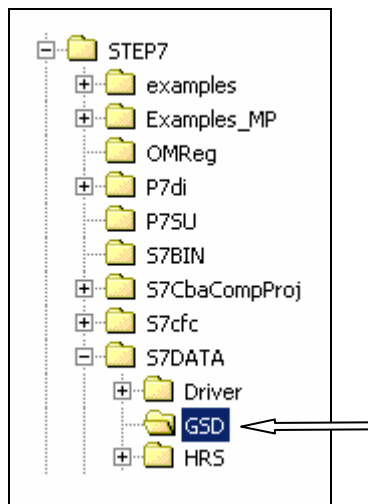 STEP7
examples
Examples_MP
OMReg
P7di
P7SU
S7BIN
S7CbaCompProj
S7cfc
S7DATA
Driver
GSD
HRS